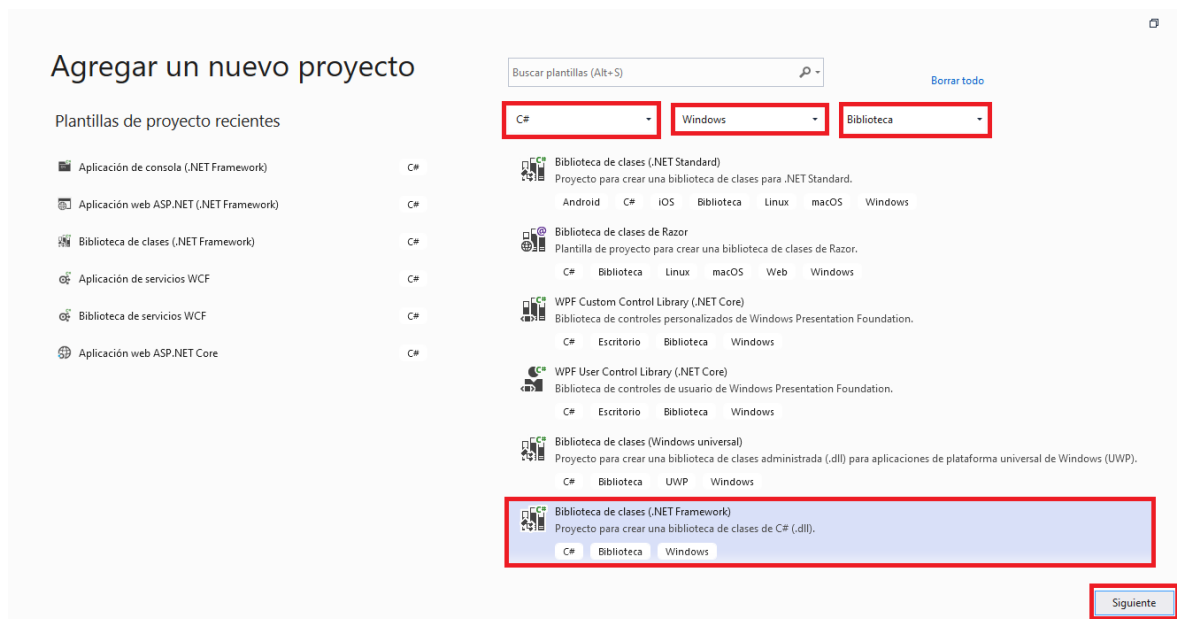 Agregar un nuevo proyecto
Plantillas de proyecto recientes
Aplicación de consola (.NET Framework) C#
Aplicación web ASP.NET (.NET Framework) C#
Biblioteca de clases (.NET Framework) C#
Aplicación de servicios WCF C#
Biblioteca de servicios WCF C#
Aplicación web ASP.NET Core C#
Buscar plantillas (Alt+S)
Borrar todo
C# Windows Biblioteca
Biblioteca de clases (.NET Standard)
Proyecto para crear una biblioteca de clases para .NET Standard.
Android C# iOS Biblioteca Linux macOS Windows
Biblioteca de clases de Razor
Plantilla de proyecto para crear una biblioteca de clases de Razor.
C# Biblioteca Linux macOS Web Windows
WPF Custom Control Library (.NET Core)
Biblioteca de controles personalizados de Windows Presentation Foundation.
C# Escritorio Biblioteca Windows
WPF User Control Library (.NET Core)
Biblioteca de controles de usuario de Windows Presentation Foundation.
C# Escritorio Biblioteca Windows
Biblioteca de clases (Windows universal)
Proyecto para crear una biblioteca de clases administrada (.dll) para aplicaciones de plataforma universal de Windows (UWP).
C# Biblioteca UWP Windows
Biblioteca de clases (.NET Framework)
Proyecto para crear una biblioteca de clases de C# (.dll).
C# Biblioteca Windows
Siguiente